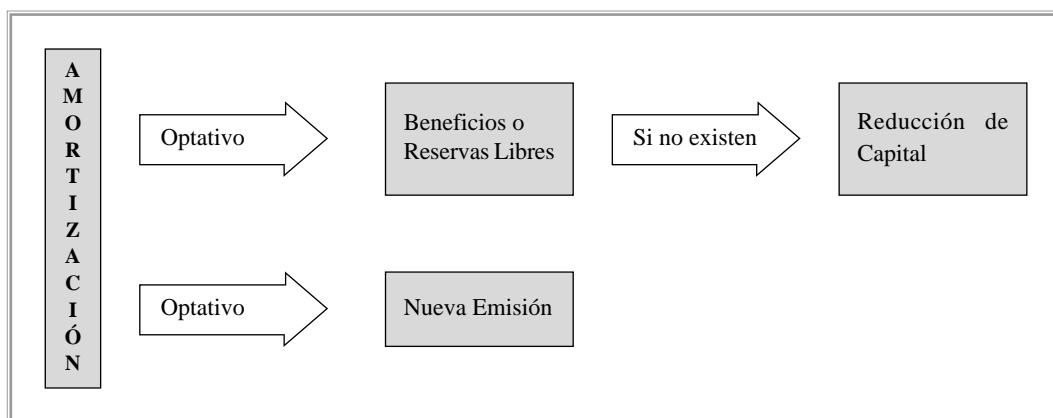 AMORTIZACIÓN
Optativo
Beneficios o
Reservas Libres
Si no existen
Reducción de
Capital
Optativo
Nueva Emisión